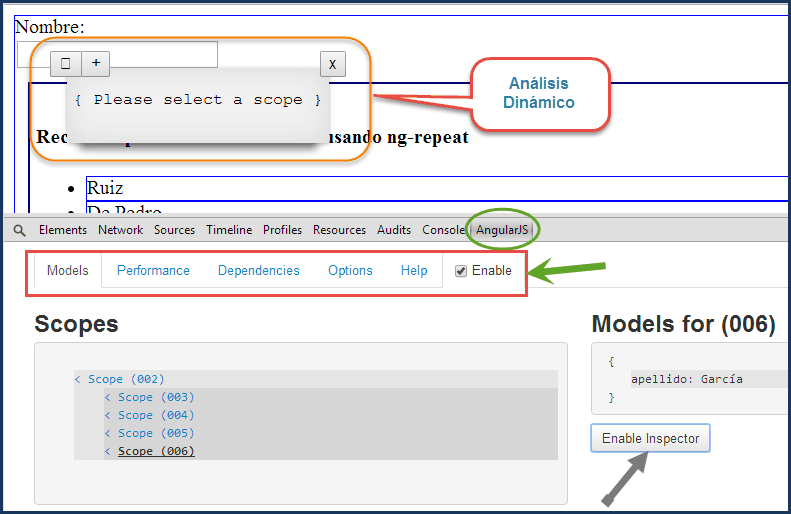 Nombre:
+
x
{ Please select a scope }
Análisis
Dinámico
usando ng-repeat
Ruiz
De Pedro
Elements Network Sources Timeline Profiles Resources Audits Console AngularJS
Models Performance Dependencies Options Help Enable
Scopes
Models for (006)
< Scope (002)
< Scope (003)
< Scope (004)
< Scope (005)
< Scope (006)
{
apellido: García
}
Enable Inspector